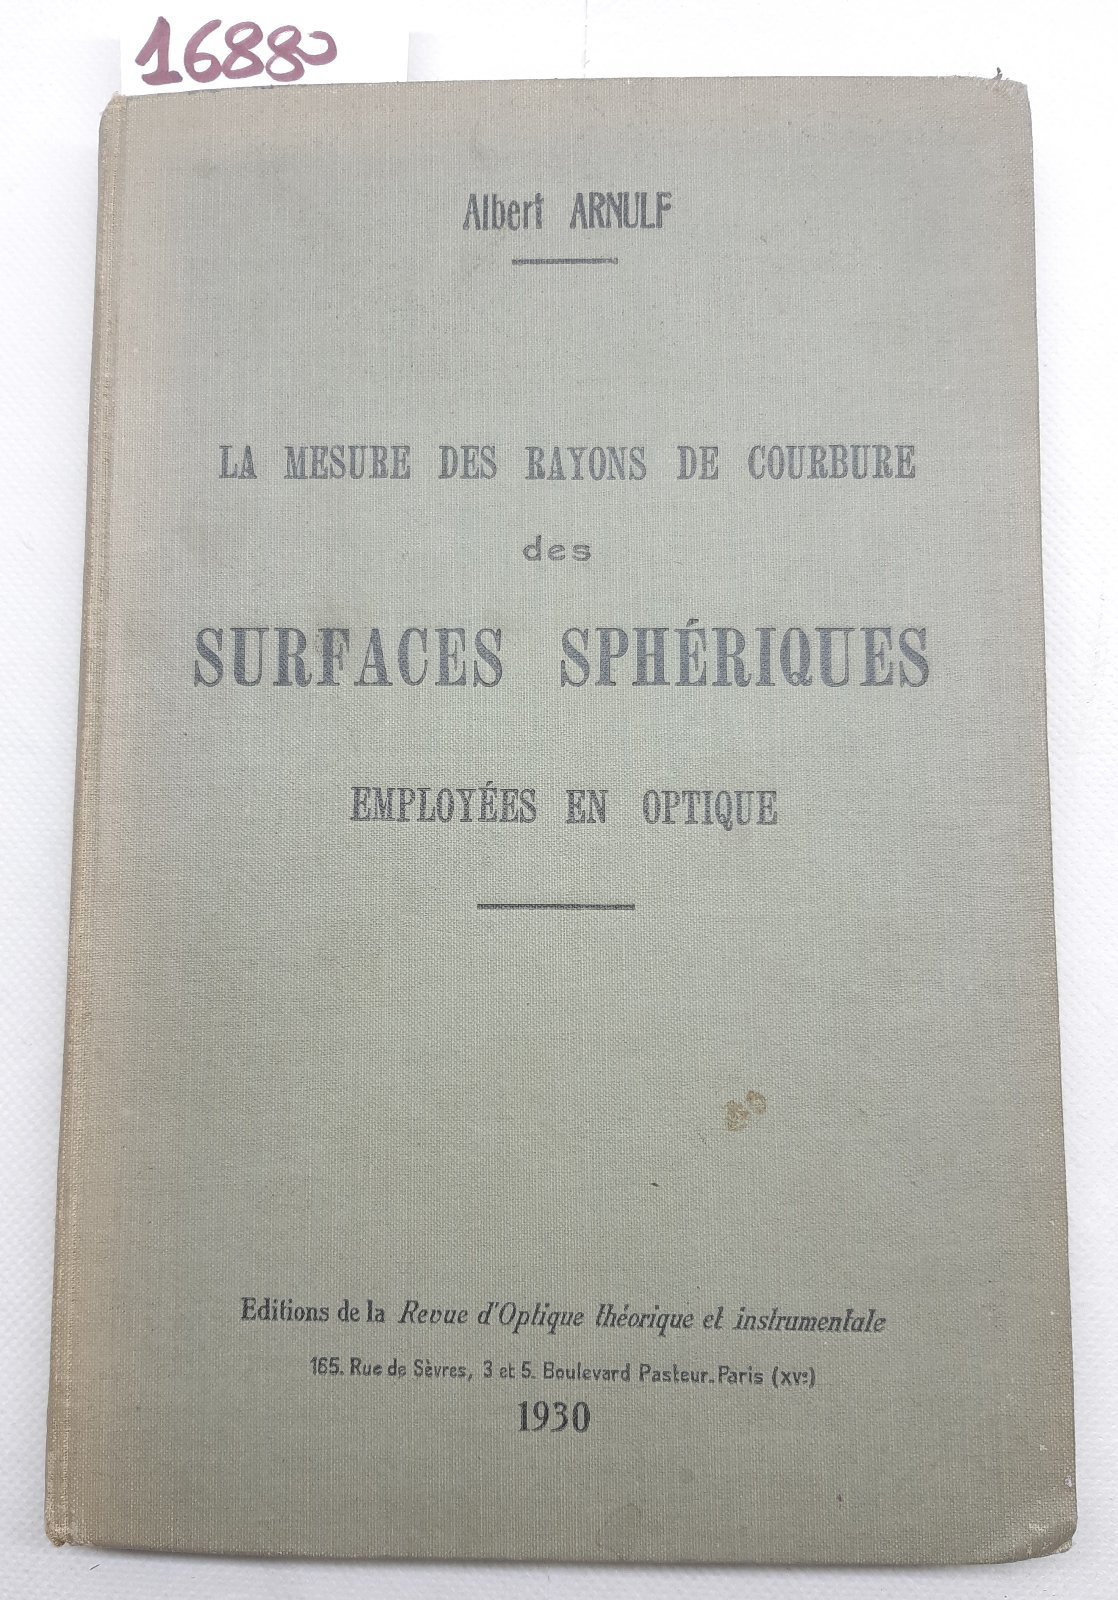 16880
Albert ARNULF
LA MESURE DES RAYONS DE COURBURE
des
SURFACES SPHÉRIQUES
EMPLOYÉES EN OPTIQUE
Editions de la Revue d'Optique théorique et instrumentale
165. Rue de Sèvres, 3 et 5. Boulevard Pasteur. Paris (XVe)
1930